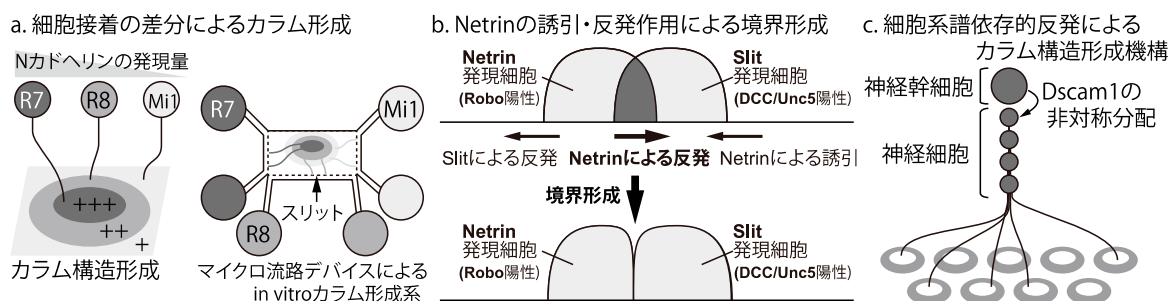 a. 細胞接着の差分によるカラム形成
Nカドヘリンの発現量
R7
R8
Mi1
+++
++
+
カラム構造形成
R7
Mi1
スリット
R8
マイクロ流路デバイスによる
in vitroカラム形成系
b. Netrinの誘引・反発作用による境界形成
Netrin
発現細胞
(Robo陽性)
Slit
発現細胞
(DCC/Unc5陽性)
Slitによる反発
Netrinによる反発
Netrinによる誘引
境界形成
Netrin
発現細胞
(Robo陽性)
Slit
発現細胞
(DCC/Unc5陽性)
c. 細胞系譜依存的反発による
カラム構造形成機構
神経幹細胞
Dscam1の
非対称分配
神経細胞